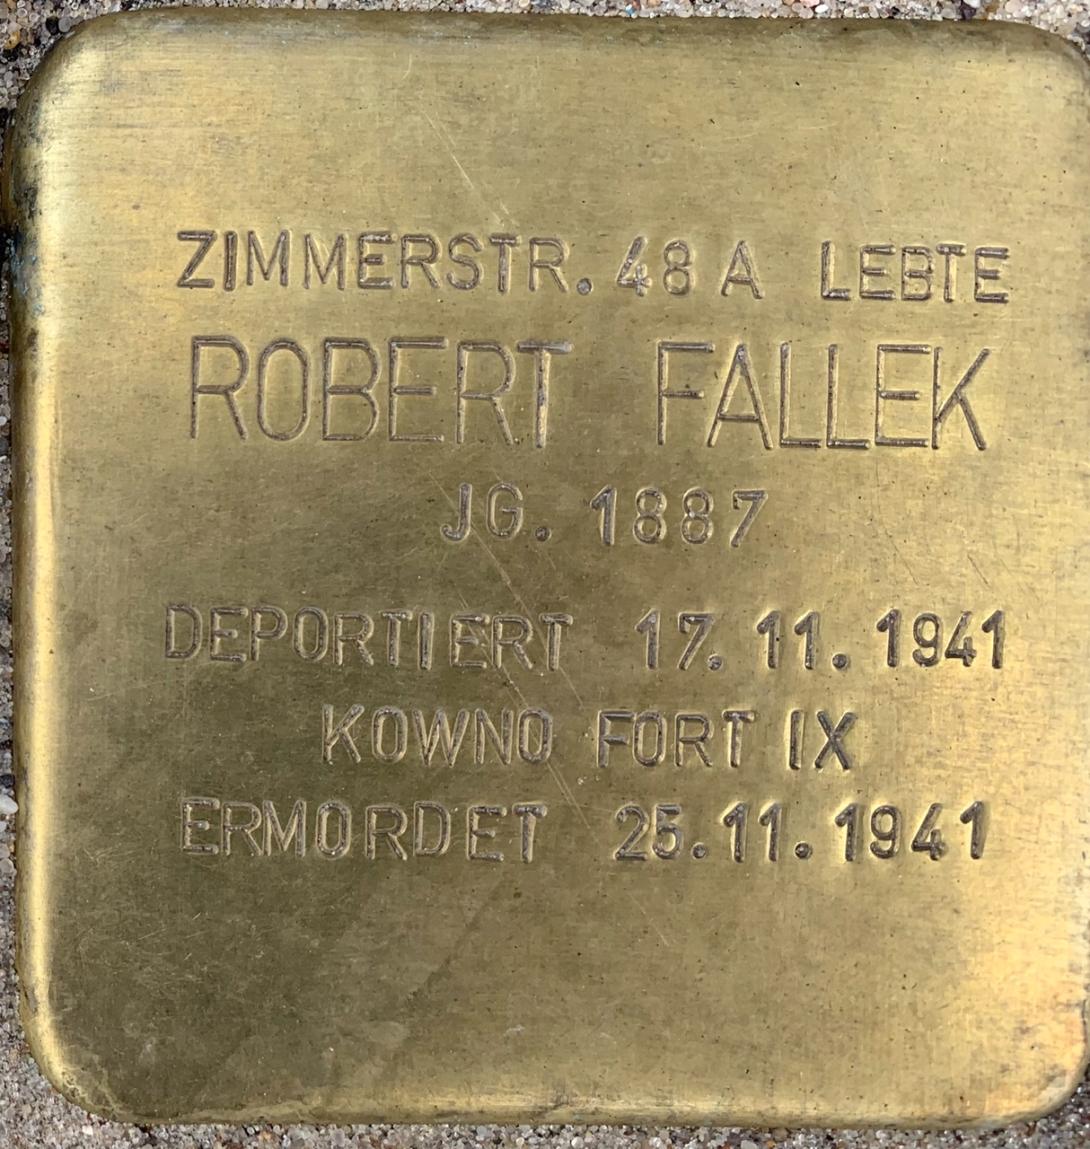 ZIMMERSTR. 48 A LEBTE
ROBERT FALLEK
JG. 1887
DEPORTIERT 17. 11. 1941
KOWNO FORT IX
ERMORDET 25.11.1941